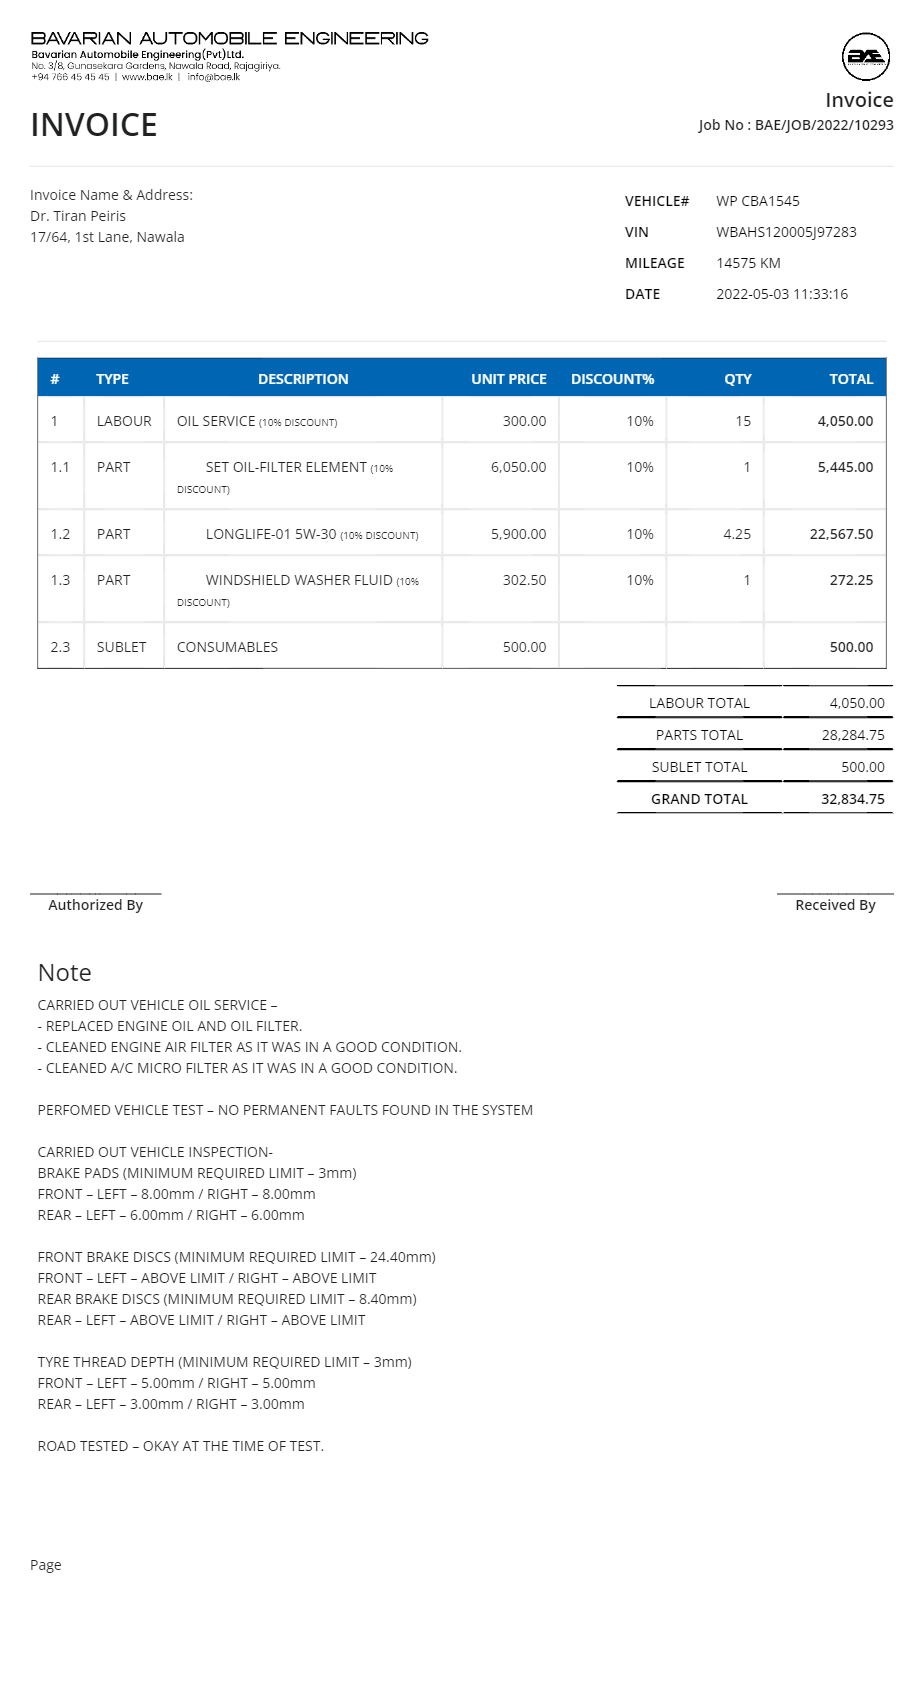 BAVARIAN AUTOMOBILE ENGINEERING
Bavarian Automobile Engineering(Pvt)Ltd.
No. 3/8, Gunasekara Gardens, Nawala Road, Rajagiriya.
+94 766 45 45 45 | www.bae.lk | info@bae.lk
BAE
Invoice
INVOICE
Job No : BAE/JOB/2022/10293
Invoice Name & Address:
Dr. Tiran Peiris
17/64, 1st Lane, Nawala
VEHICLE# WP CBA1545
VIN WBAHS120005J97283
MILEAGE 14575 KM
DATE 2022-05-03 11:33:16
# TYPE DESCRIPTION UNIT PRICE DISCOUNT% QTY TOTAL
1 LABOUR OIL SERVICE (10% DISCOUNT) 300.00 10% 15 4,050.00
1.1 PART SET OIL-FILTER ELEMENT (10% 6,050.00 10% 1 5,445.00
DISCOUNT)
1.2 PART LONGLIFE-01 5W-30 (10% DISCOUNT) 5,900.00 10% 4.25 22,567.50
1.3 PART WINDSHIELD WASHER FLUID (10% 302.50 10% 1 272.25
DISCOUNT)
2.3 SUBLET CONSUMABLES 500.00 500.00
LABOUR TOTAL 4,050.00
PARTS TOTAL 28,284.75
SUBLET TOTAL 500.00
GRAND TOTAL 32,834.75
Authorized By Received By
Note
CARRIED OUT VEHICLE OIL SERVICE –
- REPLACED ENGINE OIL AND OIL FILTER.
- CLEANED ENGINE AIR FILTER AS IT WAS IN A GOOD CONDITION.
- CLEANED A/C MICRO FILTER AS IT WAS IN A GOOD CONDITION.
PERFOMED VEHICLE TEST – NO PERMANENT FAULTS FOUND IN THE SYSTEM
CARRIED OUT VEHICLE INSPECTION-
BRAKE PADS (MINIMUM REQUIRED LIMIT – 3mm)
FRONT – LEFT – 8.00mm / RIGHT – 8.00mm
REAR – LEFT – 6.00mm / RIGHT – 6.00mm
FRONT BRAKE DISCS (MINIMUM REQUIRED LIMIT – 24.40mm)
FRONT – LEFT – ABOVE LIMIT / RIGHT – ABOVE LIMIT
REAR BRAKE DISCS (MINIMUM REQUIRED LIMIT – 8.40mm)
REAR – LEFT – ABOVE LIMIT / RIGHT – ABOVE LIMIT
TYRE THREAD DEPTH (MINIMUM REQUIRED LIMIT – 3mm)
FRONT – LEFT – 5.00mm / RIGHT – 5.00mm
REAR – LEFT – 3.00mm / RIGHT – 3.00mm
ROAD TESTED – OKAY AT THE TIME OF TEST.
Page